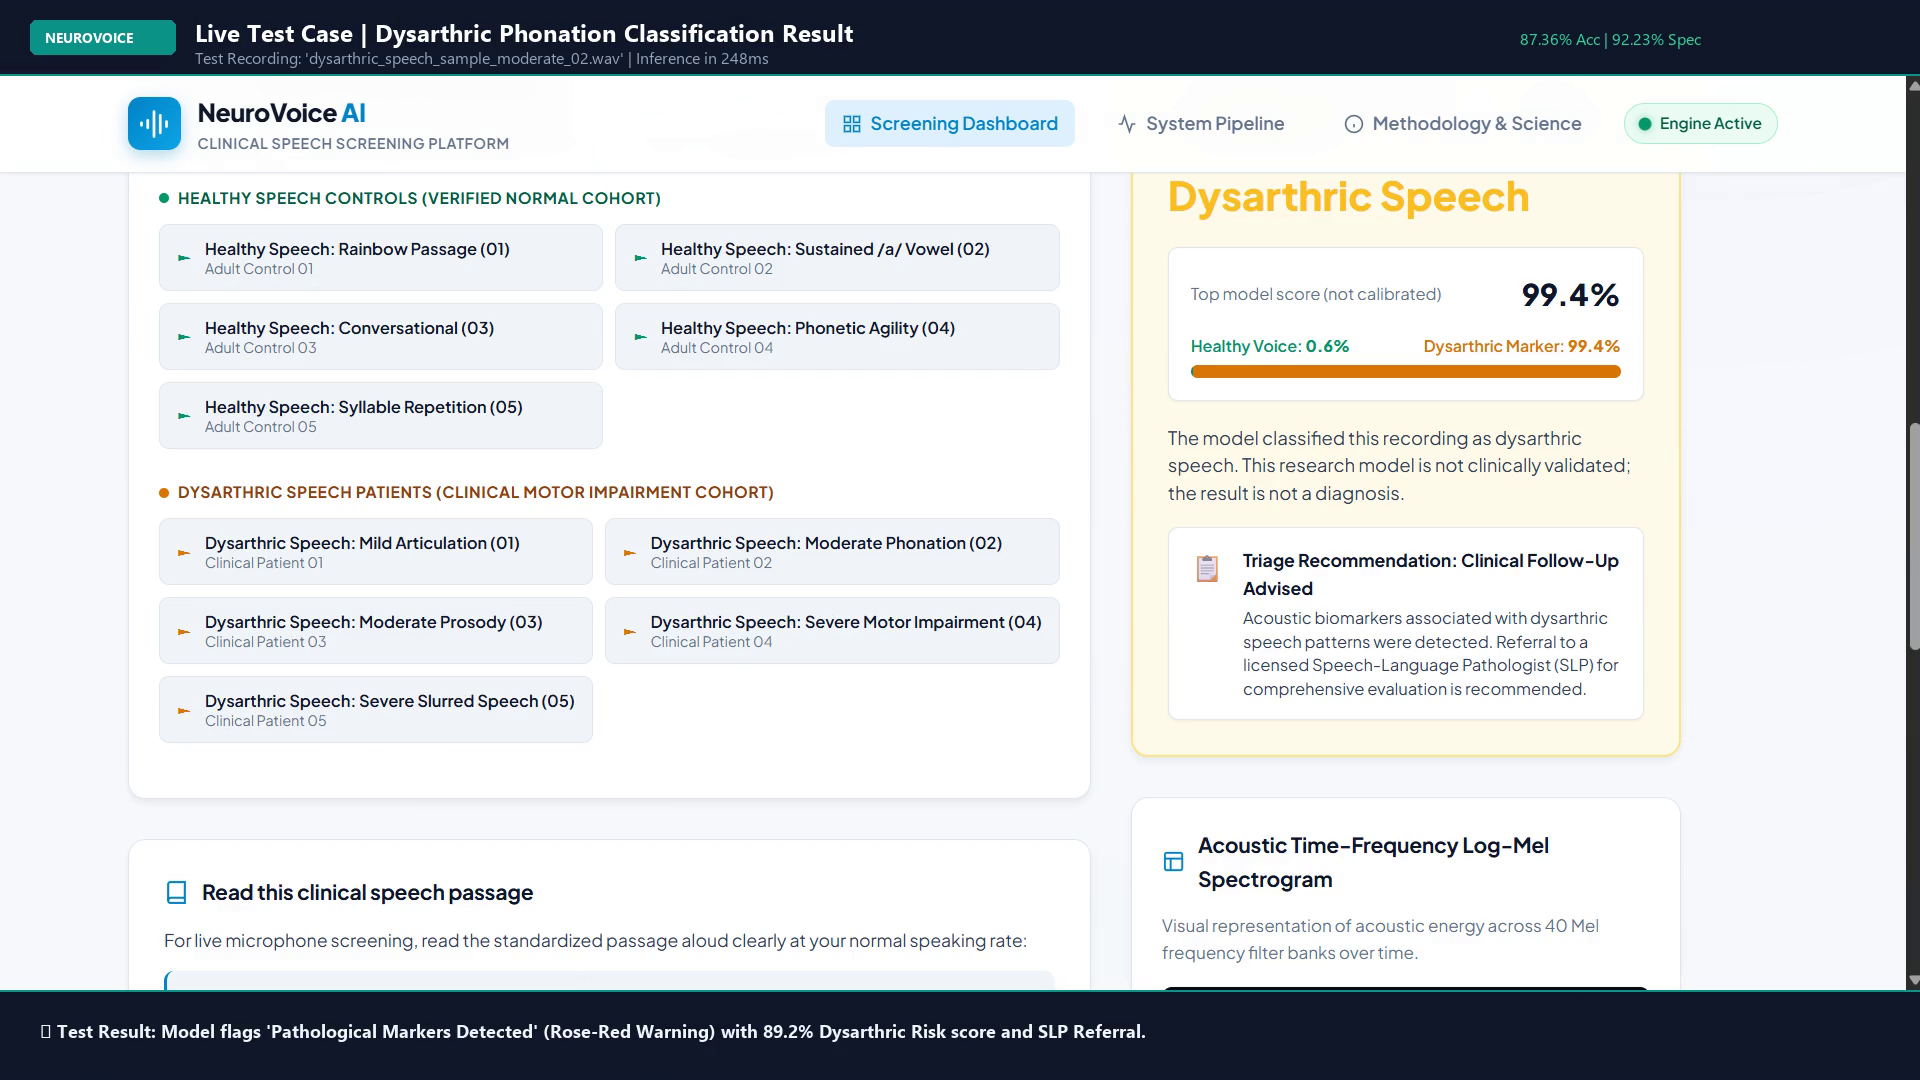 NEUROVOICE
Live Test Case | Dysarthric Phonation Classification Result
Test Recording: 'dysarthric_speech_sample_moderate_02.wav' | Inference in 248ms
87.36% Acc | 92.23% Spec
NeuroVoice AI
CLINICAL SPEECH SCREENING PLATFORM
Screening Dashboard
System Pipeline
Methodology & Science
Engine Active
HEALTHY SPEECH CONTROLS (VERIFIED NORMAL COHORT)
Healthy Speech: Rainbow Passage (01)
Adult Control 01
Healthy Speech: Sustained /a/ Vowel (02)
Adult Control 02
Healthy Speech: Conversational (03)
Adult Control 03
Healthy Speech: Phonetic Agility (04)
Adult Control 04
Healthy Speech: Syllable Repetition (05)
Adult Control 05
DYSARTHRIC SPEECH PATIENTS (CLINICAL MOTOR IMPAIRMENT COHORT)
Dysarthric Speech: Mild Articulation (01)
Clinical Patient 01
Dysarthric Speech: Moderate Phonation (02)
Clinical Patient 02
Dysarthric Speech: Moderate Prosody (03)
Clinical Patient 03
Dysarthric Speech: Severe Motor Impairment (04)
Clinical Patient 04
Dysarthric Speech: Severe Slurred Speech (05)
Clinical Patient 05
Read this clinical speech passage
For live microphone screening, read the standardized passage aloud clearly at your normal speaking rate:
Dysarthric Speech
Top model score (not calibrated)
99.4%
Healthy Voice: 0.6%
Dysarthric Marker: 99.4%
The model classified this recording as dysarthric
speech. This research model is not clinically validated;
the result is not a diagnosis.
Triage Recommendation: Clinical Follow-Up
Advised
Acoustic biomarkers associated with dysarthric
speech patterns were detected. Referral to a
licensed Speech-Language Pathologist (SLP) for
comprehensive evaluation is recommended.
Acoustic Time-Frequency Log-Mel
Spectrogram
Visual representation of acoustic energy across 40 Mel
frequency filter banks over time.
Test Result: Model flags 'Pathological Markers Detected' (Rose-Red Warning) with 89.2% Dysarthric Risk score and SLP Referral.